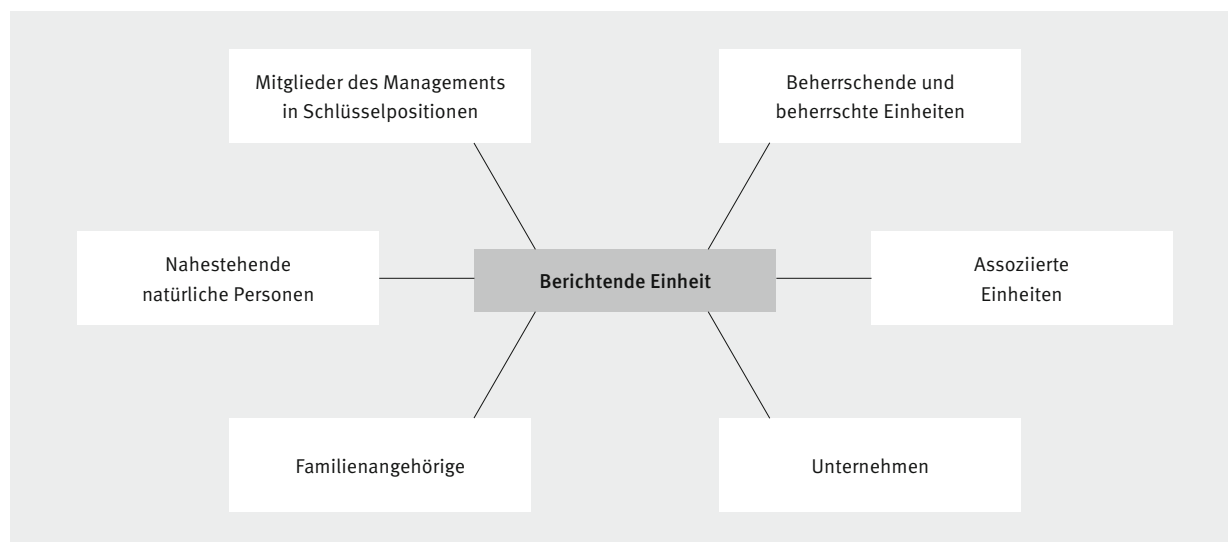 Mitglieder des Managements
in Schlüsselpositionen
Beherrschende und
beherrschte Einheiten
Nahestehende
natürliche Personen
Berichtende Einheit
Assoziierte
Einheiten
Familienangehörige
Unternehmen